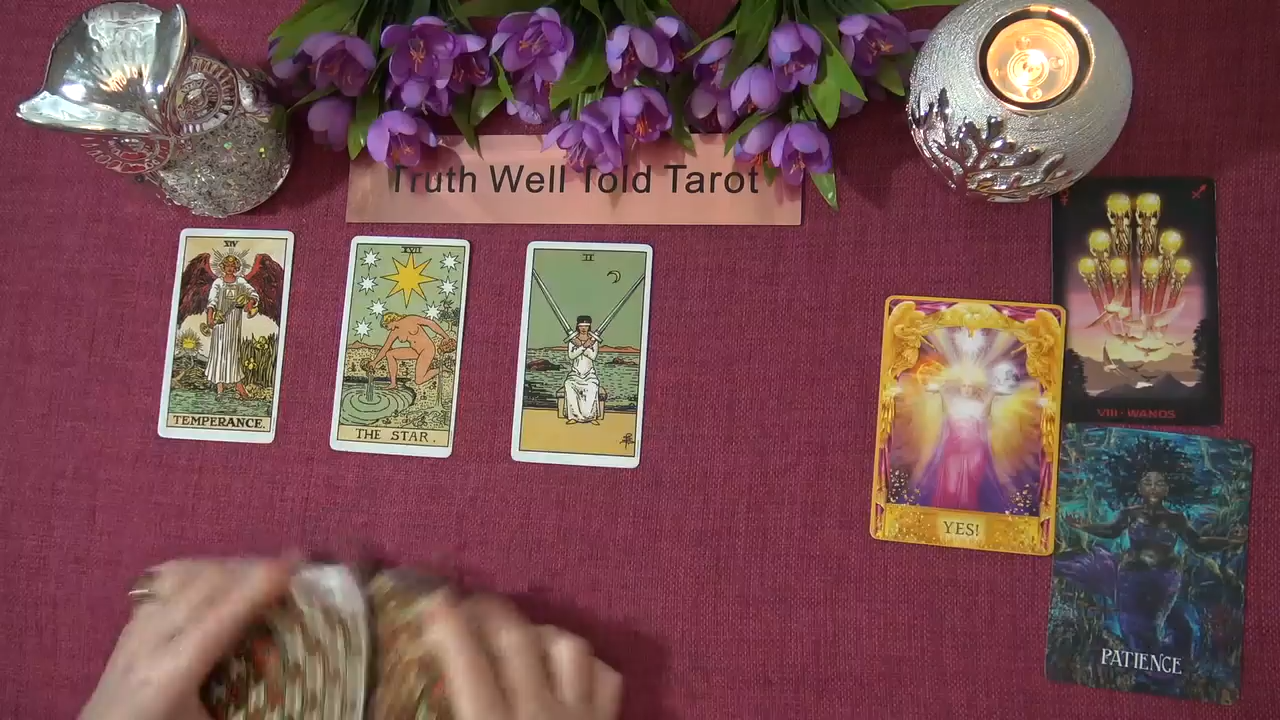 Truth Well Told Tarot
XIV
TEMPERANCE.
XVII
THE STAR.
II
YES!
VIII - WANDS
PATIENCE